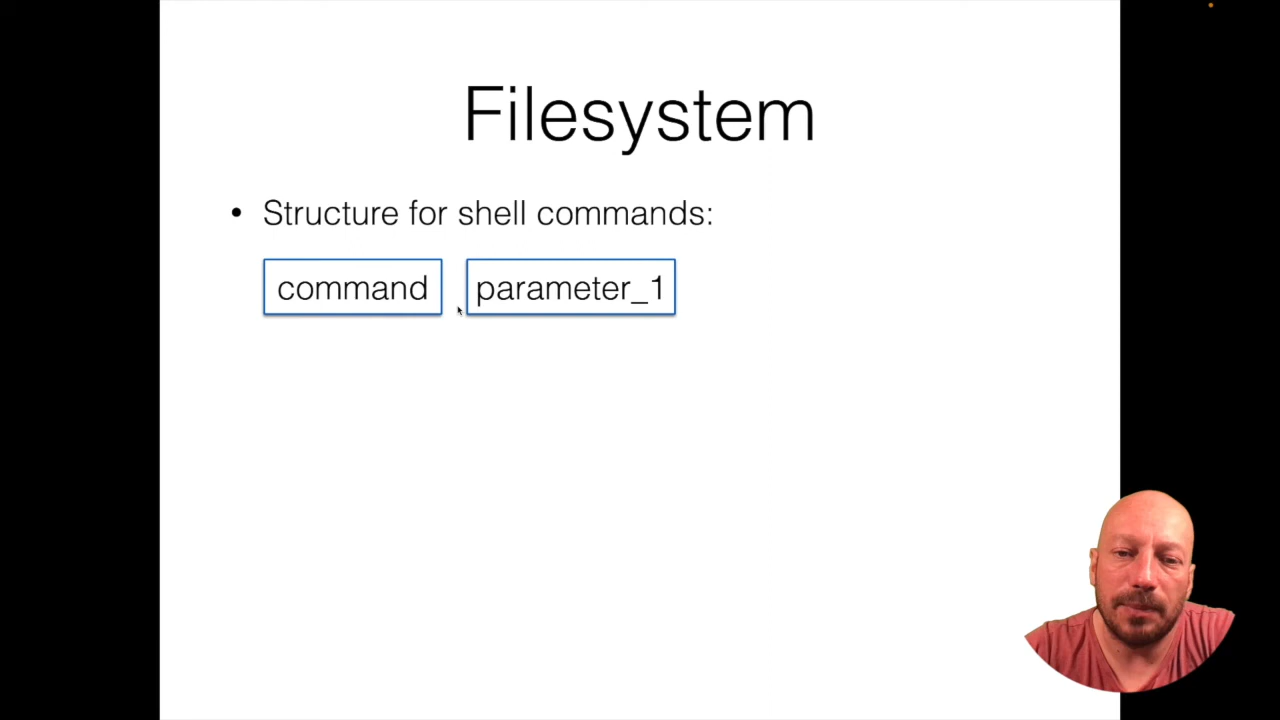 Filesystem
• Structure for shell commands:
command parameter_1